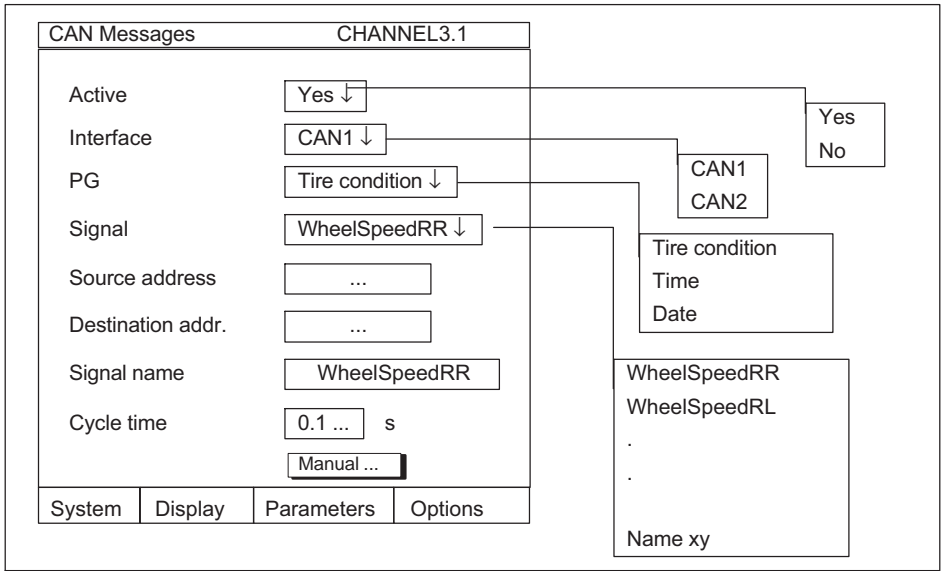 CAN Messages CHANNEL3.1
Active Yes ↓
Interface CAN1 ↓
PG Tire condition ↓
Signal WheelSpeedRR ↓
Source address ...
Destination addr. ...
Signal name WheelSpeedRR
Cycle time 0.1 ... s
Manual ...
System Display Parameters Options
Yes
No
CAN1
CAN2
Tire condition
Time
Date
WheelSpeedRR
WheelSpeedRL
.
.
Name xy